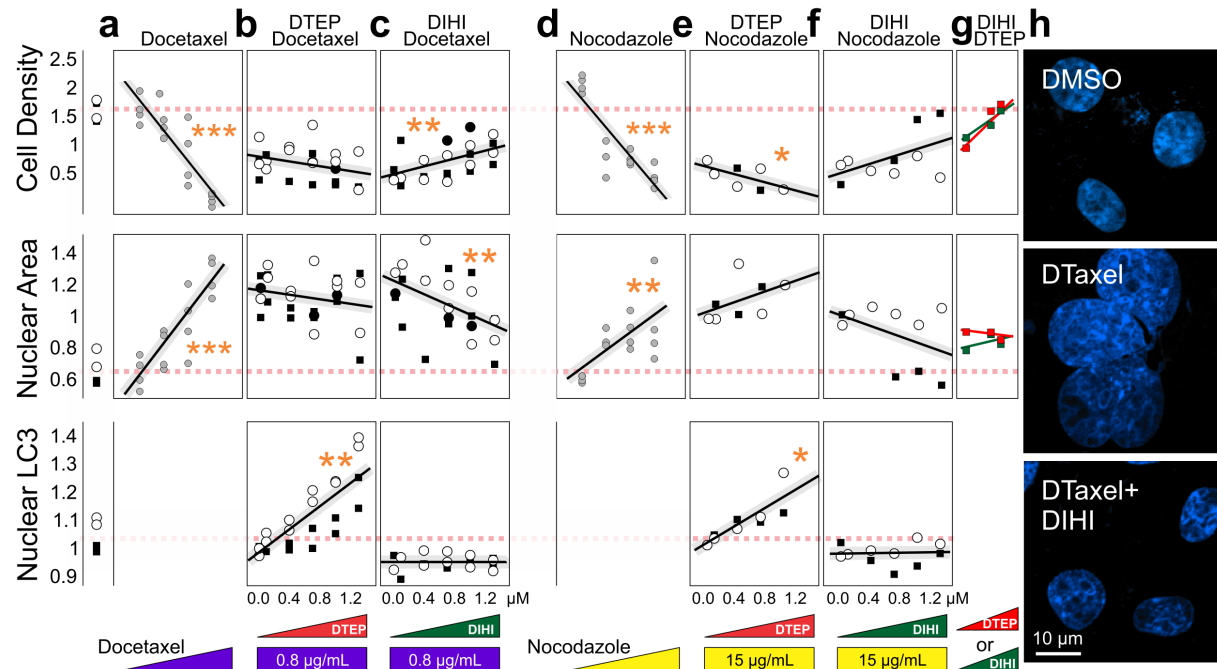 a b c d e f g h
Docetaxel
DTEP
Docetaxel
DIHI
Docetaxel
Nocodazole
DTEP
Nocodazole
DIHI
Nocodazole
DIHI
DTEP
Cell Density
2.5
2
1.5
1
0.5
***
**
***
*
Nuclear Area
1.4
1.2
1
0.8
0.6
***
**
**
Nuclear LC3
1.4
1.3
1.2
1.1
1
0.9
**
*
0.0 0.4 0.8 1.2
0.0 0.4 0.8 1.2 µM
0.0 0.4 0.8 1.2
0.0 0.4 0.8 1.2 µM
DTEP
DIHI
DTEP
DIHI
DTEP
or
DIHI
Docetaxel
0.8 µg/mL
0.8 µg/mL
Nocodazole
15 µg/mL
15 µg/mL
DMSO
DTaxel
DTaxel+
DIHI
10 µm